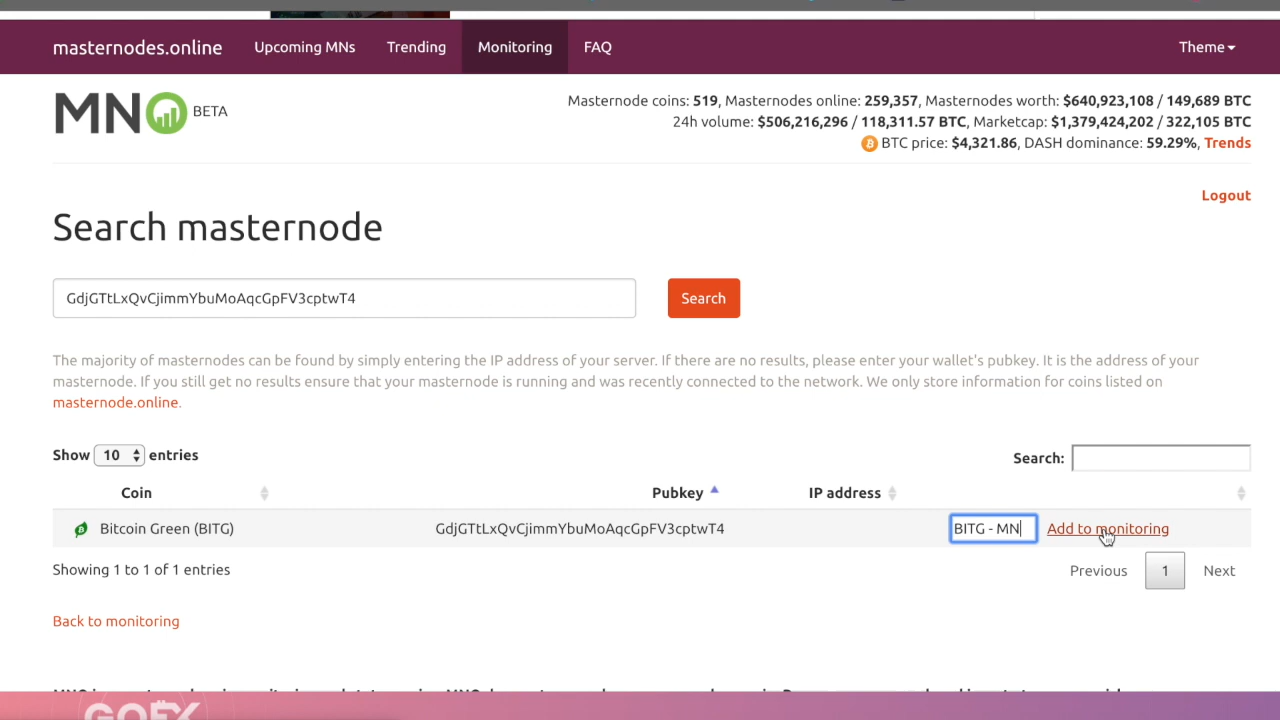 masternodes.online Upcoming MNs Trending Monitoring FAQ Theme
MNO BETA
Masternode coins: 519, Masternodes online: 259,357, Masternodes worth: $640,923,108 / 149,689 BTC
24h volume: $506,216,296 / 118,311.57 BTC, Marketcap: $1,379,424,202 / 322,105 BTC
BTC price: $4,321.86, DASH dominance: 59.29%, Trends
Logout
Search masternode
GdjGTtLxQvCjimmYbuMoAqcGpFV3cptwT4 Search
The majority of masternodes can be found by simply entering the IP address of your server. If there are no results, please enter your wallet's pubkey. It is the address of your
masternode. If you still get no results ensure that your masternode is running and was recently connected to the network. We only store information for coins listed on
masternode.online.
Show 10 entries Search:
Coin Pubkey IP address
Bitcoin Green (BITG) GdjGTtLxQvCjimmYbuMoAqcGpFV3cptwT4 BITG - MN Add to monitoring
Showing 1 to 1 of 1 entries Previous 1 Next
Back to monitoring